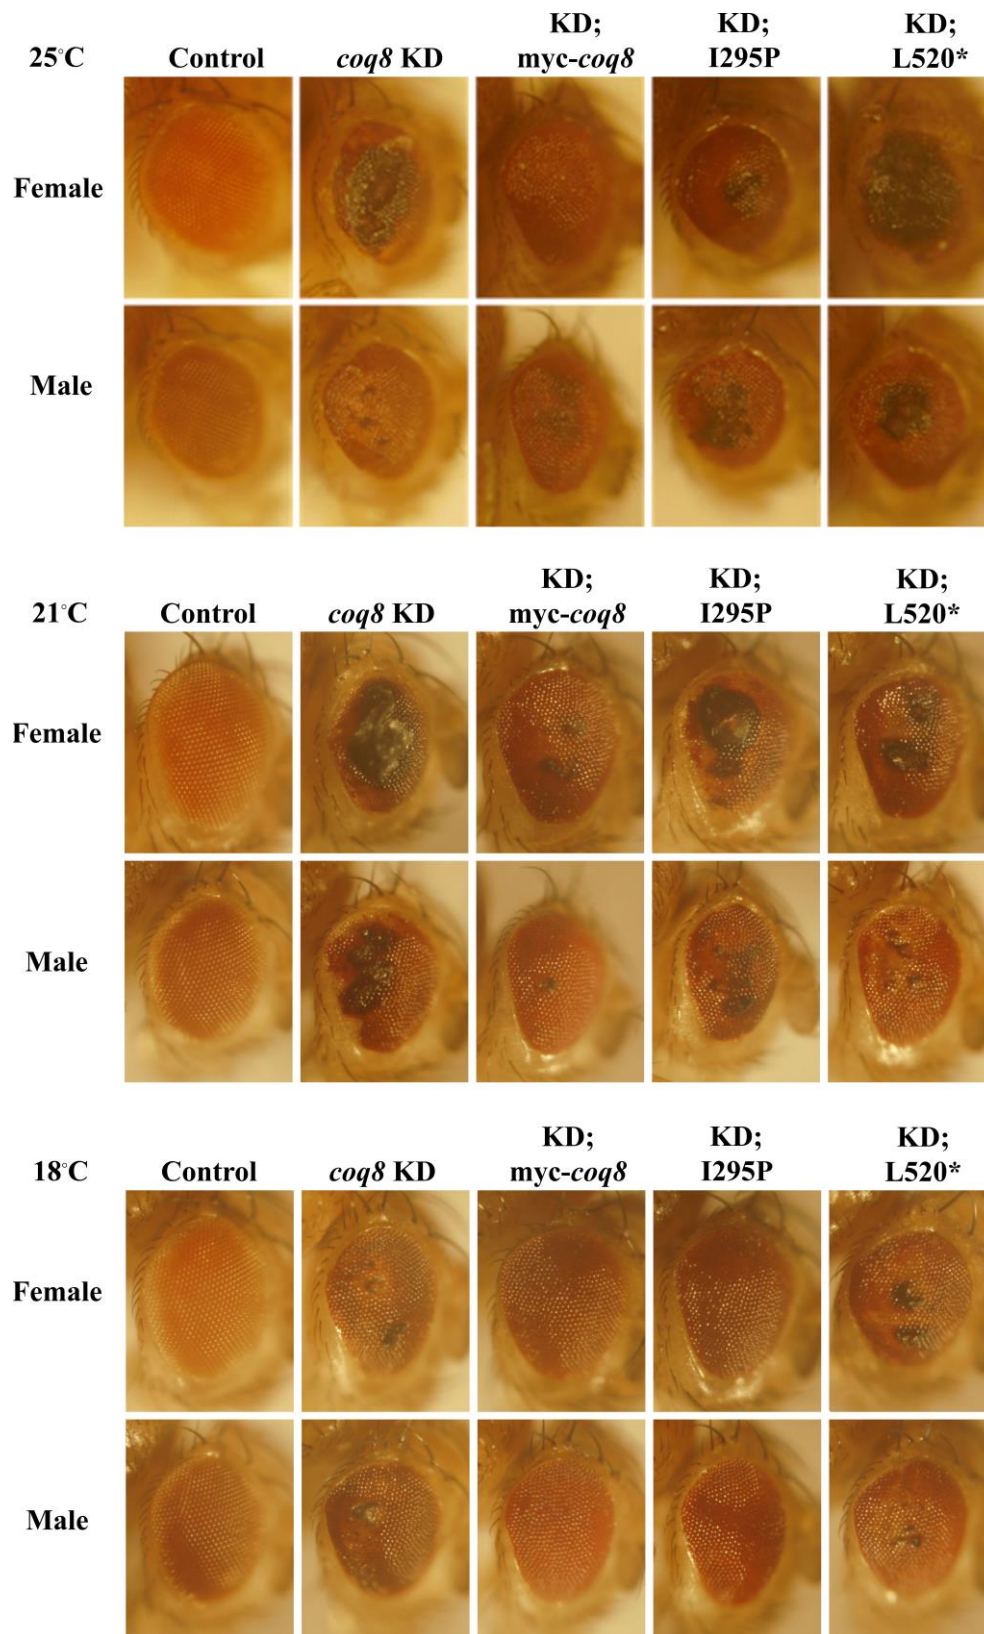 25°C Control coq8 KD KD; myc-coq8 KD; I295P KD; L520*
Female
Male
21°C Control coq8 KD KD; myc-coq8 KD; I295P KD; L520*
Female
Male
18°C Control coq8 KD KD; myc-coq8 KD; I295P KD; L520*
Female
Male